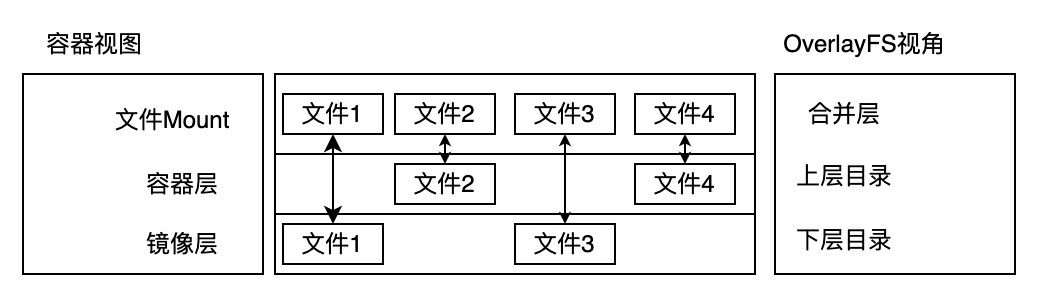 容器视图
OverlayFS视角
文件Mount
文件1
文件2
文件3
文件4
合并层
容器层
文件2
文件4
上层目录
镜像层
文件1
文件3
下层目录